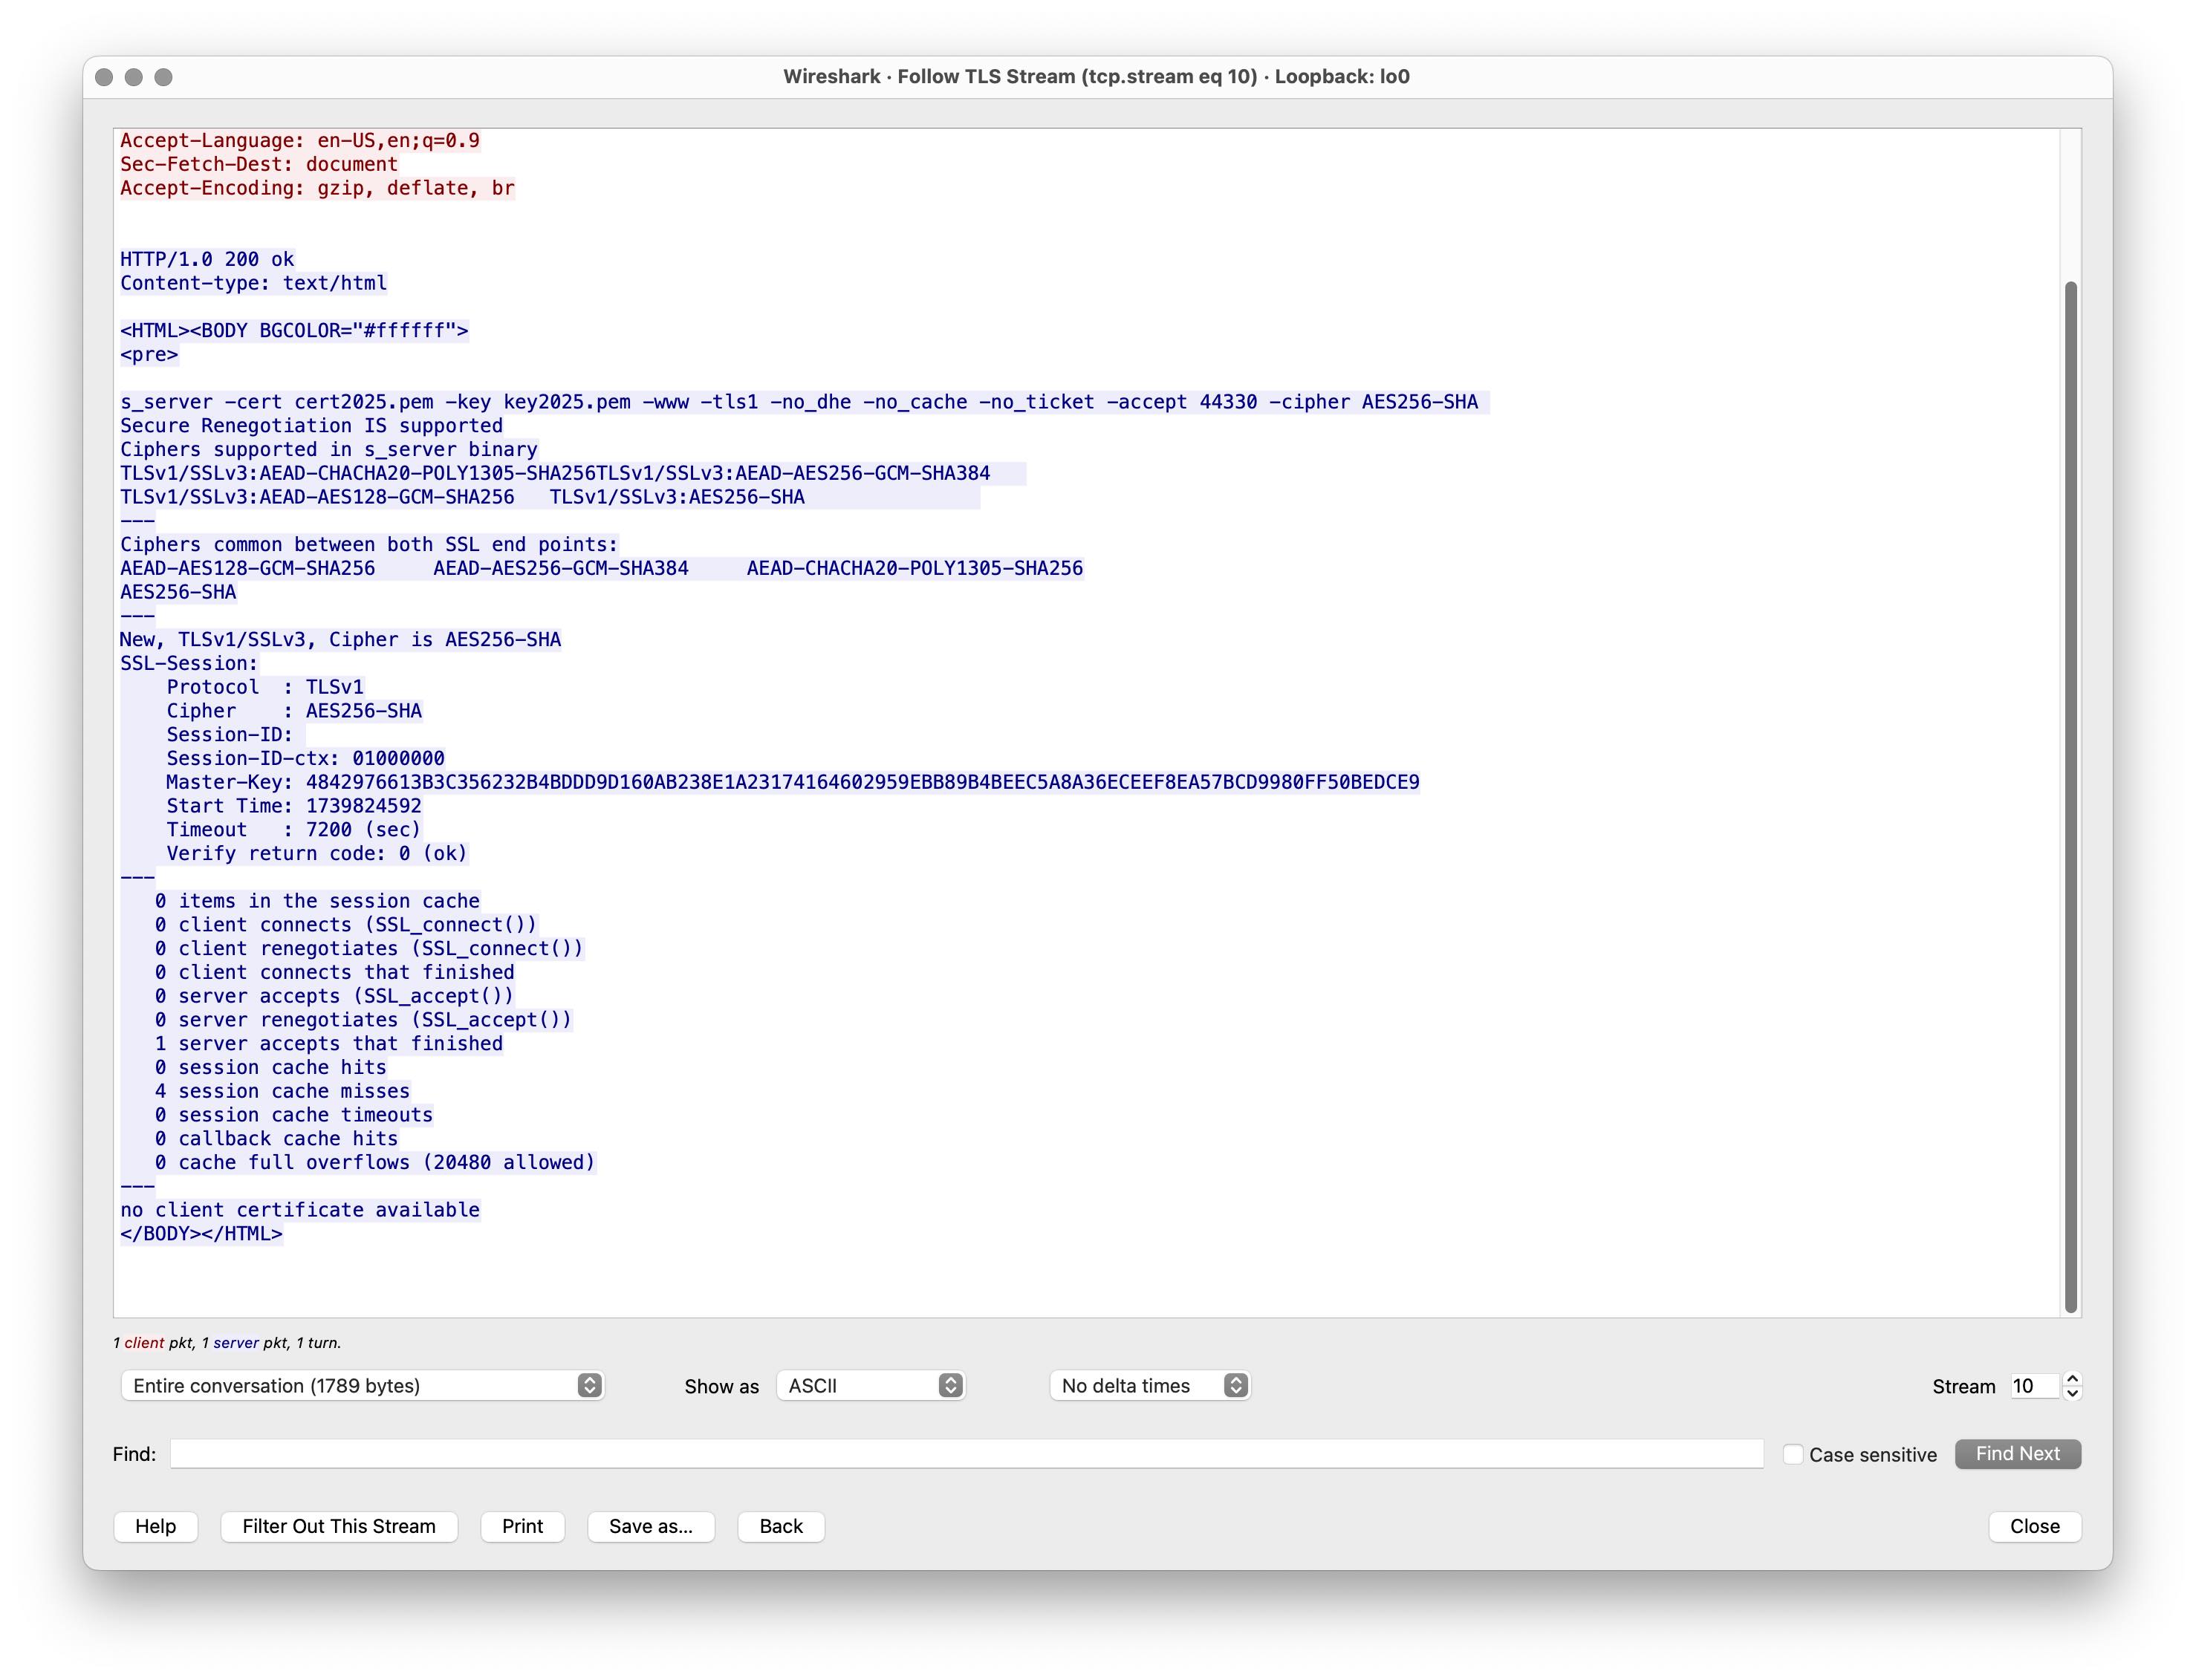 Wireshark · Follow TLS Stream (tcp.stream eq 10) · Loopback: lo0
Accept-Language: en-US,en;q=0.9
Sec-Fetch-Dest: document
Accept-Encoding: gzip, deflate, br
HTTP/1.0 200 ok
Content-type: text/html
<HTML><BODY BGCOLOR="#ffffff">
<pre>
s_server -cert cert2025.pem -key key2025.pem -www -tls1 -no_dhe -no_cache -no_ticket -accept 44330 -cipher AES256-SHA
Secure Renegotiation IS supported
Ciphers supported in s_server binary
TLSv1/SSLv3:AEAD-CHACHA20-POLY1305-SHA256TLSv1/SSLv3:AEAD-AES256-GCM-SHA384
TLSv1/SSLv3:AEAD-AES128-GCM-SHA256   TLSv1/SSLv3:AES256-SHA
---
Ciphers common between both SSL end points:
AEAD-AES128-GCM-SHA256     AEAD-AES256-GCM-SHA384     AEAD-CHACHA20-POLY1305-SHA256
AES256-SHA
---
New, TLSv1/SSLv3, Cipher is AES256-SHA
SSL-Session:
    Protocol  : TLSv1
    Cipher    : AES256-SHA
    Session-ID:
    Session-ID-ctx: 01000000
    Master-Key: 4842976613B3C356232B4BDDD9D160AB238E1A23174164602959EBB89B4BEEC5A8A36ECEEF8EA57BCD9980FF50BEDCE9
    Start Time: 1739824592
    Timeout   : 7200 (sec)
    Verify return code: 0 (ok)
---
   0 items in the session cache
   0 client connects (SSL_connect())
   0 client renegotiates (SSL_connect())
   0 client connects that finished
   0 server accepts (SSL_accept())
   0 server renegotiates (SSL_accept())
   1 server accepts that finished
   0 session cache hits
   4 session cache misses
   0 session cache timeouts
   0 callback cache hits
   0 cache full overflows (20480 allowed)
---
no client certificate available
</BODY></HTML>
1 client pkt, 1 server pkt, 1 turn.
Entire conversation (1789 bytes) Show as ASCII No delta times Stream 10
Find: Case sensitive Find Next
Help Filter Out This Stream Print Save as... Back Close